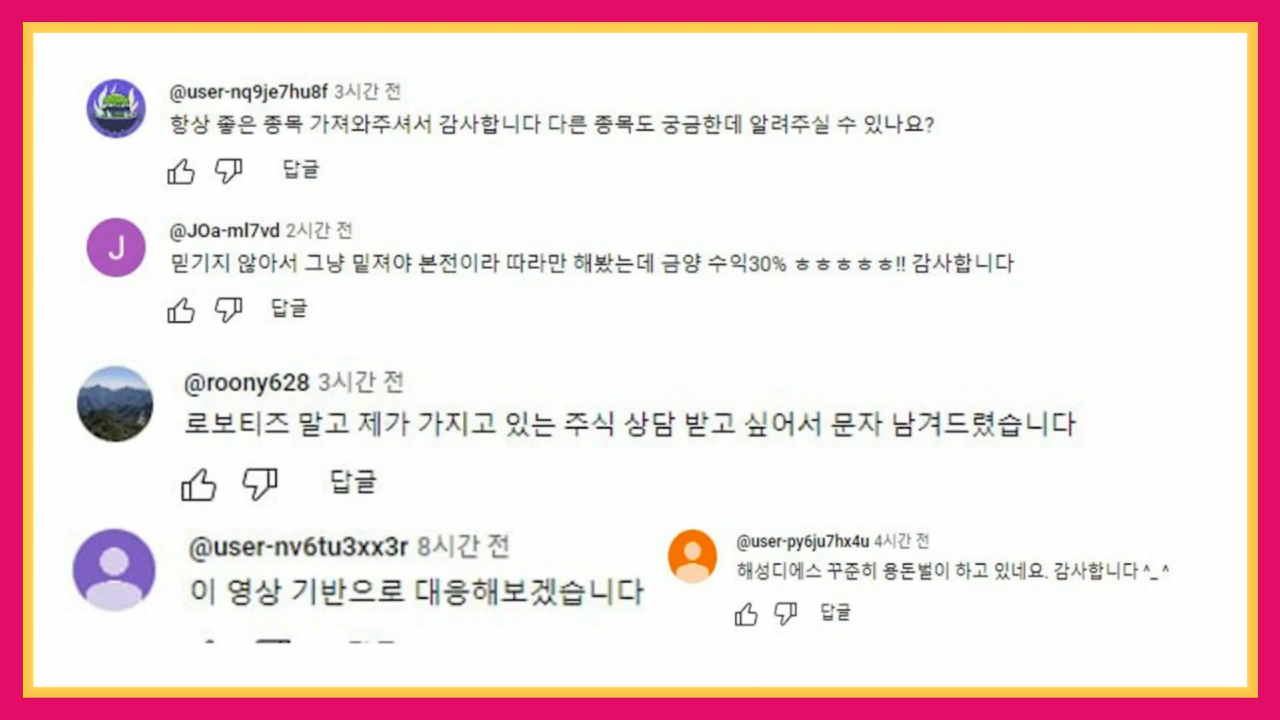 @user-nq9je7hu8f 3시간 전
항상 좋은 종목 가져와주셔서 감사합니다 다른 종목도 궁금한데 알려주실 수 있나요?
답글
J
@JOa-ml7vd 2시간 전
믿기지 않아서 그냥 밑져야 본전이라 따라만 해봤는데 금양 수익30% ㅎㅎㅎㅎㅎ!! 감사합니다
답글
@roony628 3시간 전
로보티즈 말고 제가 가지고 있는 주식 상담 받고 싶어서 문자 남겨드렸습니다
답글
@user-nv6tu3xx3r 8시간 전
이 영상 기반으로 대응해보겠습니다
@user-py6ju7hx4u 4시간 전
해성디에스 꾸준히 용돈벌이 하고 있네요. 감사합니다 ^_^
답글